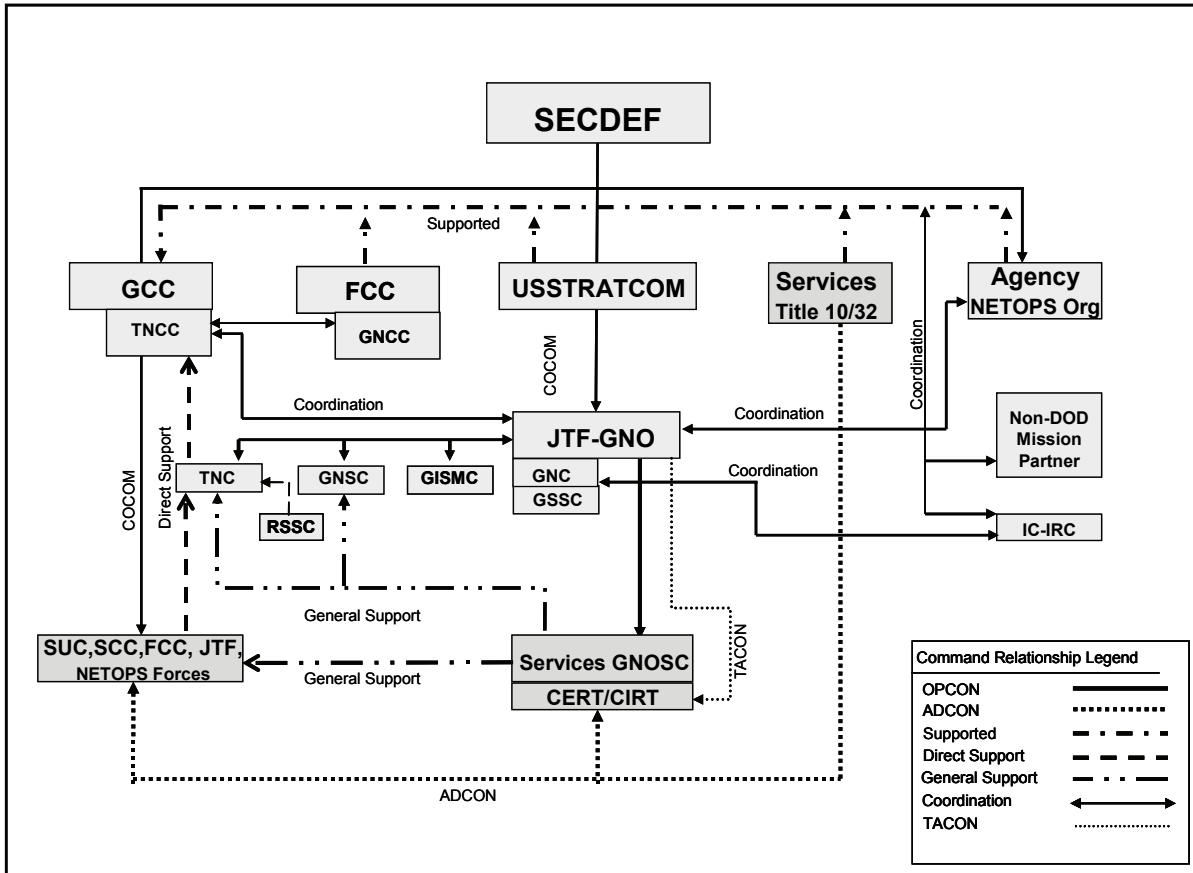 SECDEF
Supported
GCC
TNCC
FCC
GNCC
USSTRATCOM
Services
Title 10/32
Agency
NETOPS Org
COCOM
Coordination
Coordination
Coordination
Coordination
JTF-GNO
GNC
GSSC
Non-DOD
Mission
Partner
IC-IRC
TNC
GNSC
GISMC
RSSC
COCOM
Direct Support
General Support
General Support
SUC,SCC,FCC, JTF,
NETOPS Forces
Services GNOSC
CERT/CIRT
TACON
ADCON
Command Relationship Legend
OPCON
ADCON
Supported
Direct Support
General Support
Coordination
TACON